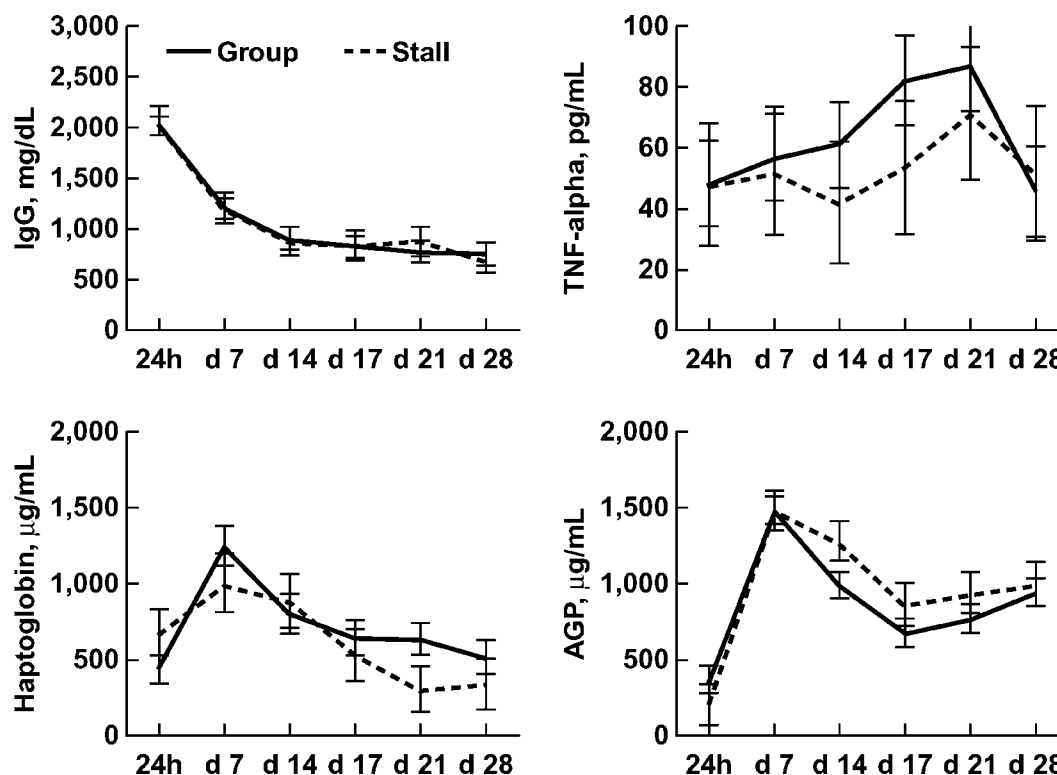 IgG, mg/dL
3,000
2,500
2,000
1,500
1,000
500
0
Group
Stall
24h d 7 d 14 d 17 d 21 d 28
TNF-alpha, pg/mL
100
80
60
40
20
0
24h d 7 d 14 d 17 d 21 d 28
Haptoglobin, μg/mL
2,000
1,500
1,000
500
0
24h d 7 d 14 d 17 d 21 d 28
AGP, μg/mL
2,000
1,500
1,000
500
0
24h d 7 d 14 d 17 d 21 d 28